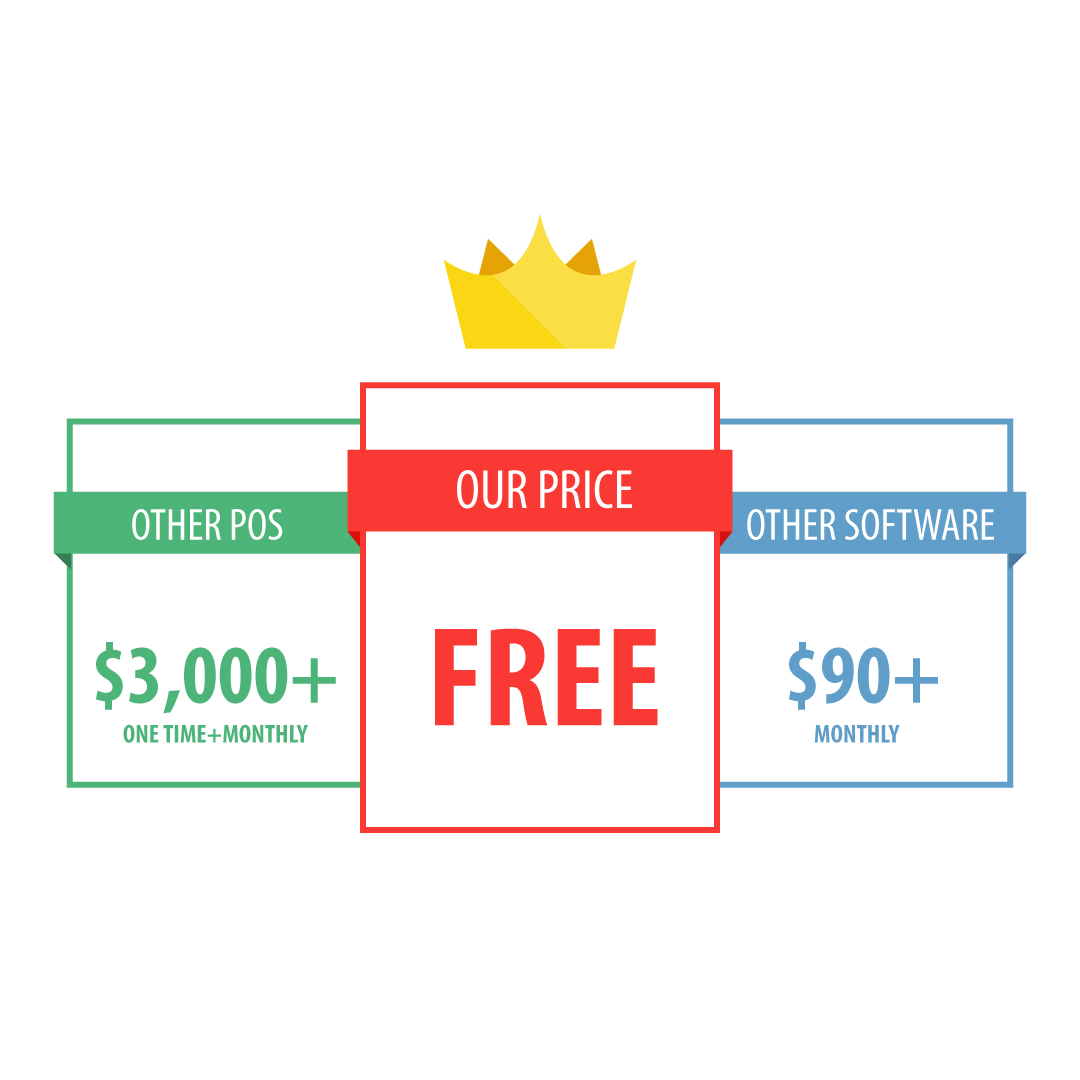 OTHER POS
$3,000+
ONE TIME+MONTHLY
OUR PRICE
FREE
OTHER SOFTWARE
$90+
MONTHLY